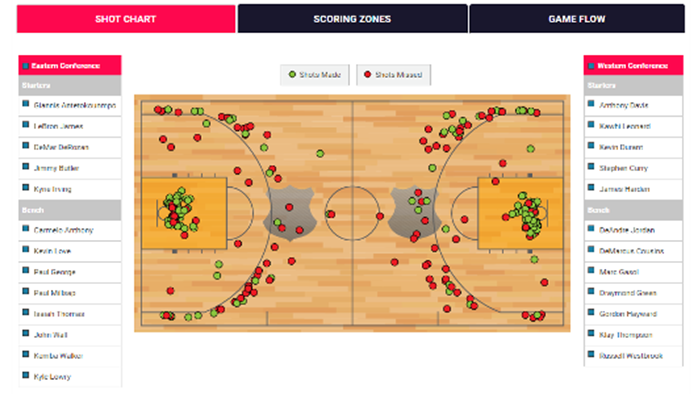 SHOT CHART
SCORING ZONES
GAME FLOW
Shots Made
Shots Missed
Eastern Conference
Starters
Giannis Antetokounmpo
LeBron James
DeMar DeRozan
Jimmy Butler
Kyrie Irving
Bench
Carmelo Anthony
Kevin Love
Paul George
Paul Millsap
Isaiah Thomas
John Wall
Kemba Walker
Kyle Lowry
Western Conference
Starters
Anthony Davis
Kawhi Leonard
Kevin Durant
Stephen Curry
James Harden
Bench
DeAndre Jordan
DeMarcus Cousins
Marc Gasol
Draymond Green
Gordon Hayward
Klay Thompson
Russell Westbrook